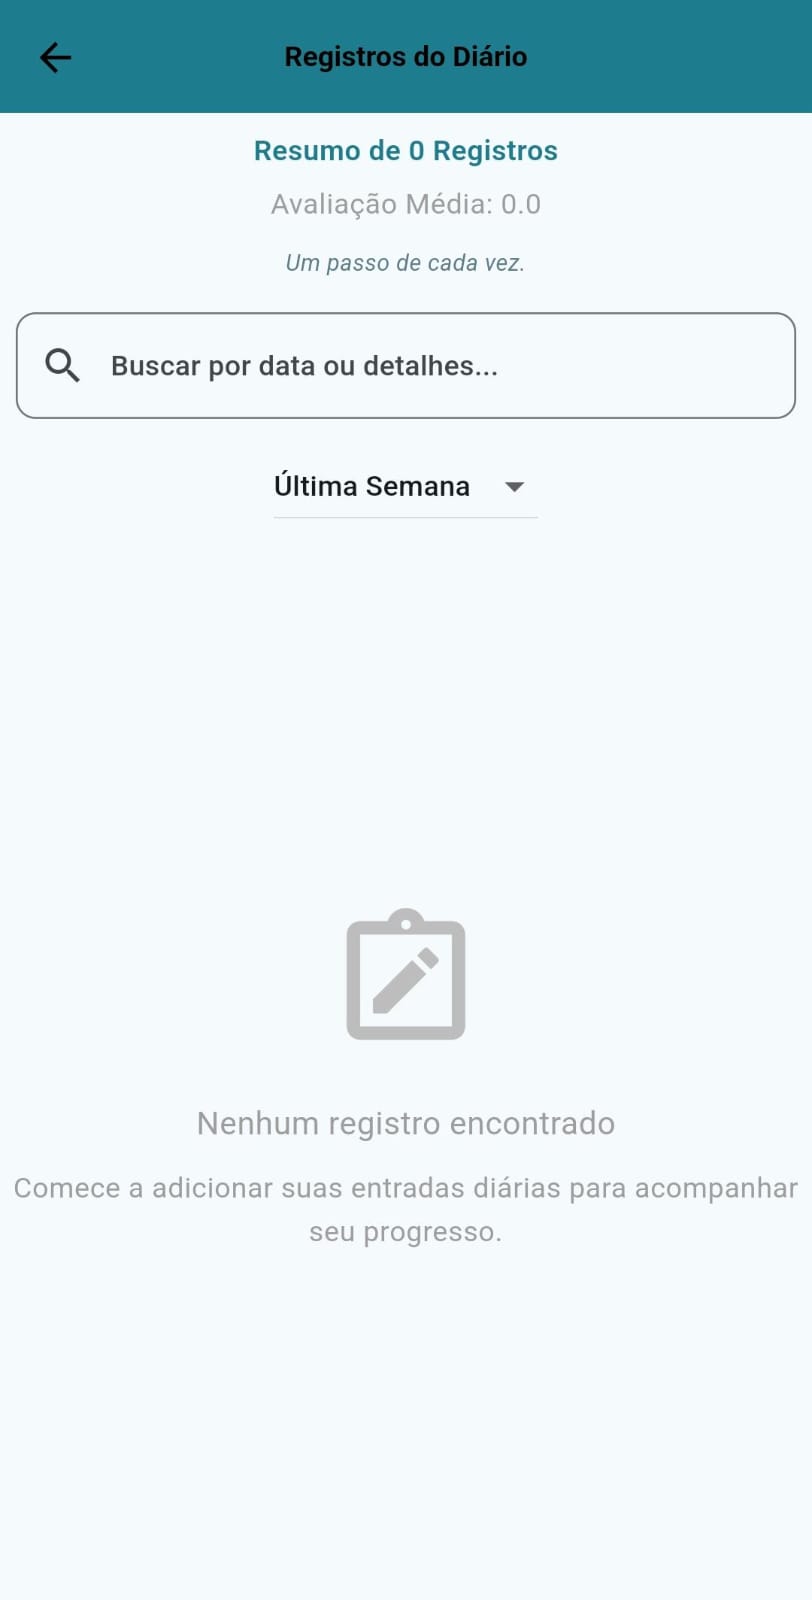 Registros do Diário
Resumo de 0 Registros
Avaliação Média: 0.0
Um passo de cada vez.
Buscar por data ou detalhes...
Última Semana
Nenhum registro encontrado
Comece a adicionar suas entradas diárias para acompanhar
seu progresso.